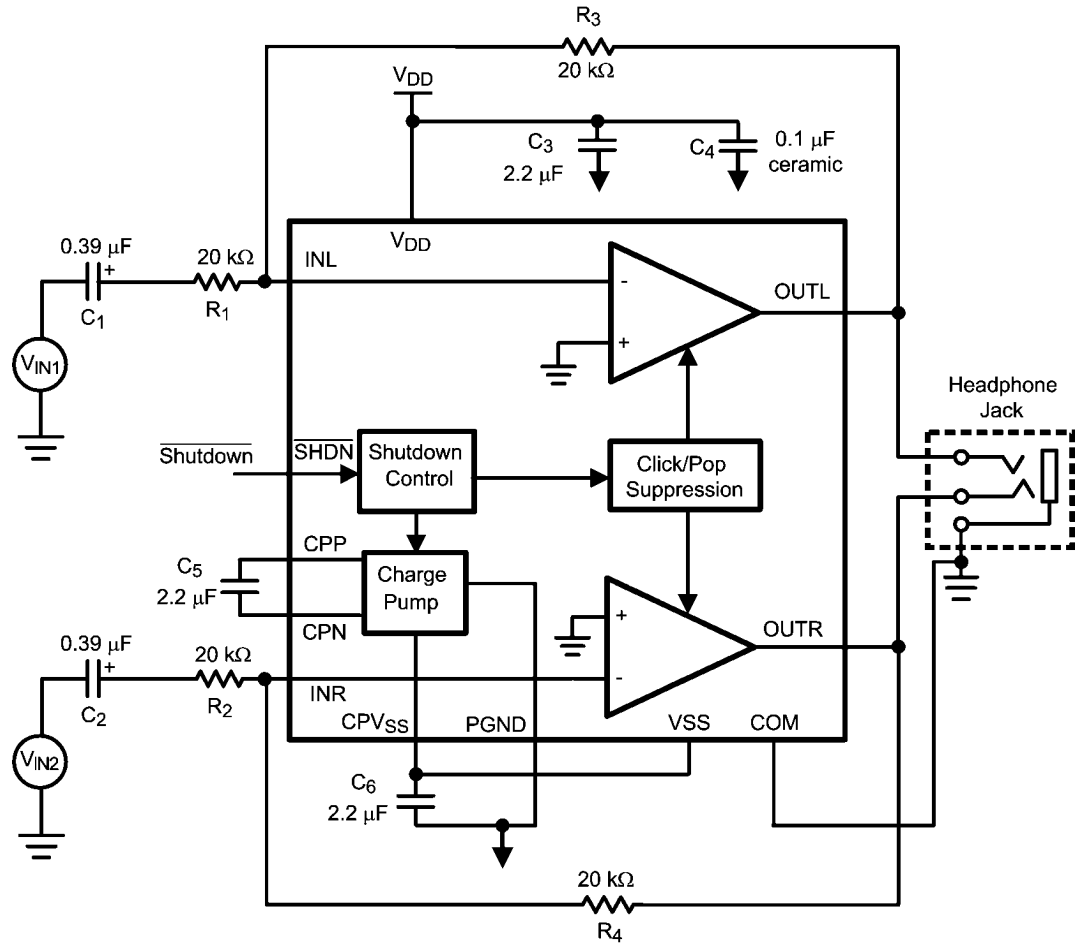 R3
20 kΩ
VDD
C3
2.2 μF
C4
0.1 μF
ceramic
VDD
0.39 μF
+
C1
20 kΩ
R1
INL
-
+
OUTL
VIN1
Headphone
Jack
Shutdown
SHDN
Shutdown
Control
Click/Pop
Suppression
CPP
C5
2.2 μF
CPN
Charge
Pump
+
-
OUTR
0.39 μF
+
C2
20 kΩ
R2
INR
CPVSS
PGND
VSS
COM
VIN2
C6
2.2 μF
20 kΩ
R4